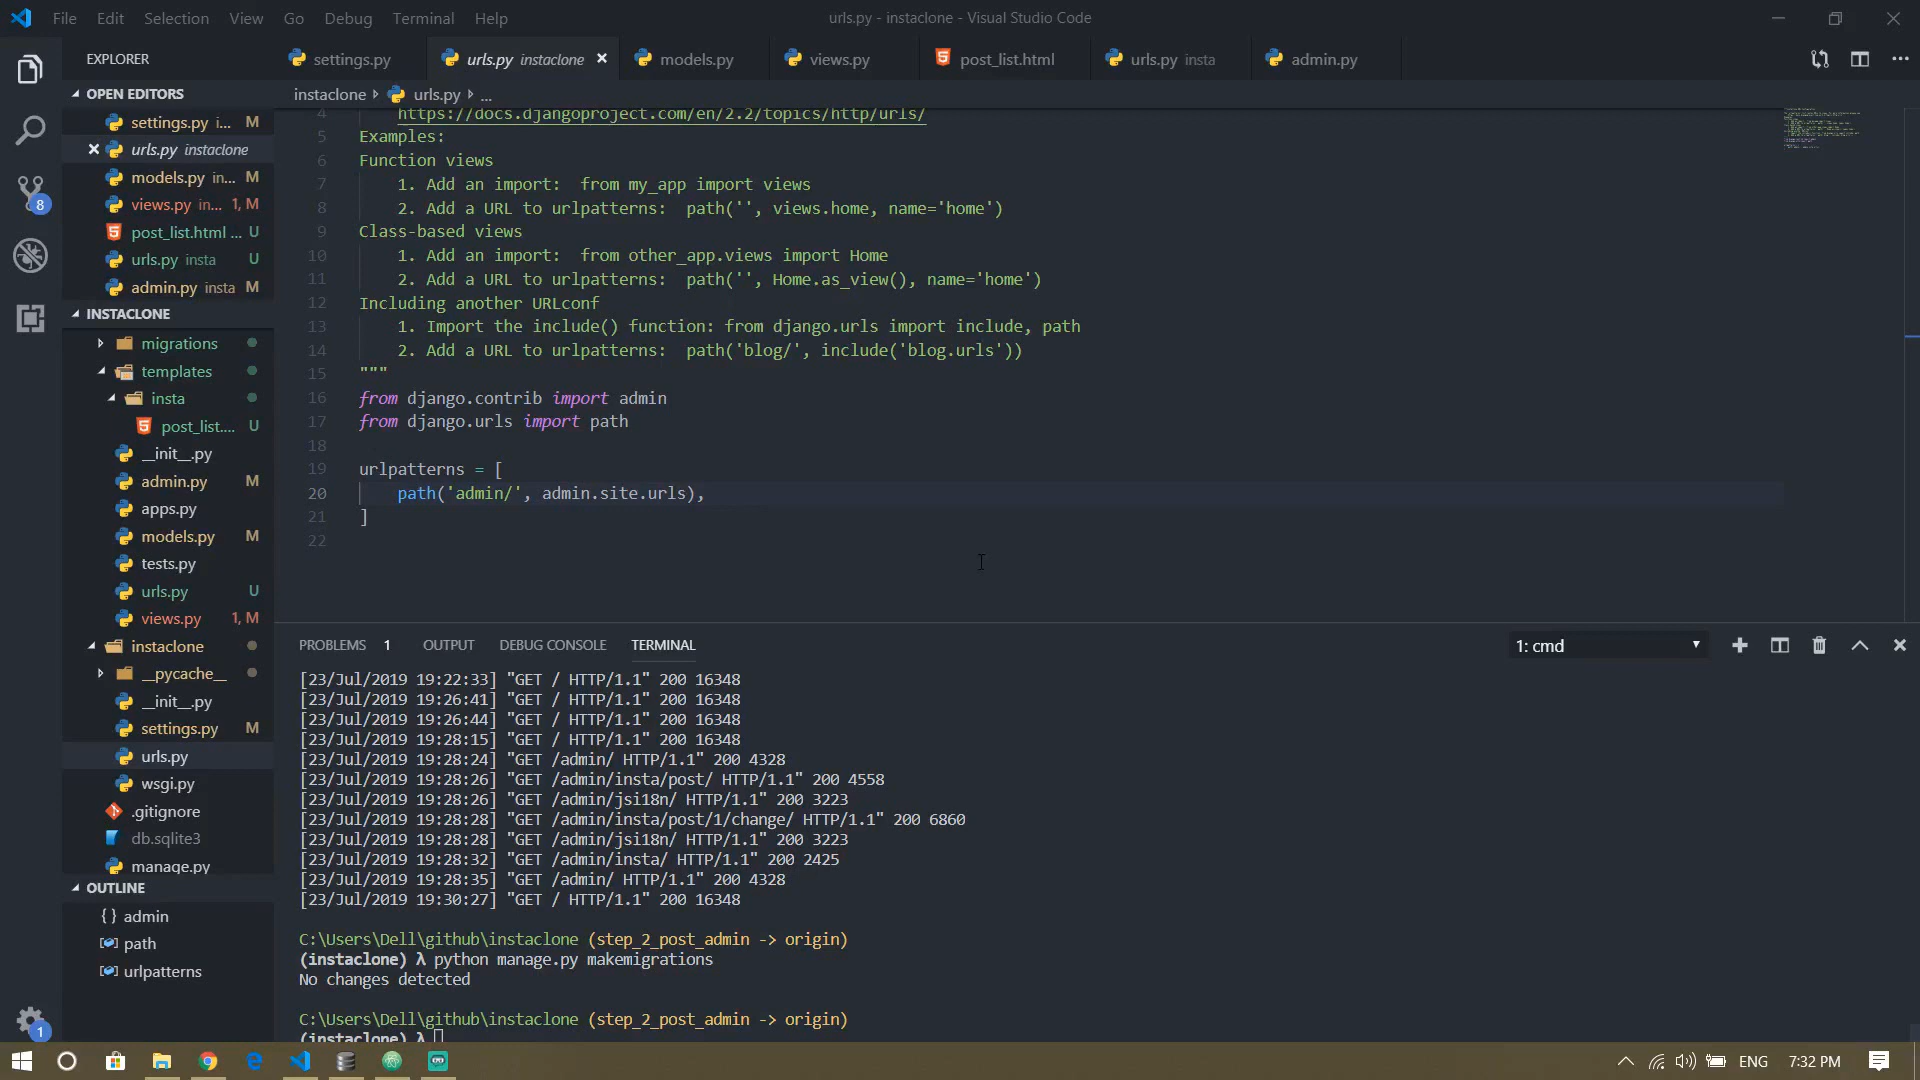 File Edit Selection View Go Debug Terminal Help
urls.py - instaclone - Visual Studio Code
EXPLORER
settings.py
urls.py instaclone
models.py
views.py
post_list.html
urls.py insta
admin.py
OPEN EDITORS
settings.py i... M
urls.py instaclone
models.py in... M
views.py in... 1, M
post_list.html ... U
urls.py insta U
admin.py insta M
INSTACLONE
migrations
templates
insta
post_list.... U
__init__.py
admin.py M
apps.py
models.py M
tests.py
urls.py U
views.py 1, M
instaclone
__pycache__
__init__.py
settings.py M
urls.py
wsgi.py
.gitignore
db.sqlite3
manage.py
OUTLINE
{} admin
path
urlpatterns
8
1
instaclone urls.py ...
4 https://docs.djangoproject.com/en/2.2/topics/http/urls/
5 Examples:
6 Function views
7 1. Add an import:  from my_app import views
8 2. Add a URL to urlpatterns:  path('', views.home, name='home')
9 Class-based views
10 1. Add an import:  from other_app.views import Home
11 2. Add a URL to urlpatterns:  path('', Home.as_view(), name='home')
12 Including another URLconf
13 1. Import the include() function: from django.urls import include, path
14 2. Add a URL to urlpatterns:  path('blog/', include('blog.urls'))
15 """
16 from django.contrib import admin
17 from django.urls import path
18
19 urlpatterns = [
20 path('admin/', admin.site.urls),
21 ]
22
PROBLEMS 1 OUTPUT DEBUG CONSOLE TERMINAL
1: cmd
[23/Jul/2019 19:22:33] "GET / HTTP/1.1" 200 16348
[23/Jul/2019 19:26:41] "GET / HTTP/1.1" 200 16348
[23/Jul/2019 19:26:44] "GET / HTTP/1.1" 200 16348
[23/Jul/2019 19:28:15] "GET / HTTP/1.1" 200 16348
[23/Jul/2019 19:28:24] "GET /admin/ HTTP/1.1" 200 4328
[23/Jul/2019 19:28:26] "GET /admin/insta/post/ HTTP/1.1" 200 4558
[23/Jul/2019 19:28:26] "GET /admin/jsi18n/ HTTP/1.1" 200 3223
[23/Jul/2019 19:28:28] "GET /admin/insta/post/1/change/ HTTP/1.1" 200 6860
[23/Jul/2019 19:28:28] "GET /admin/jsi18n/ HTTP/1.1" 200 3223
[23/Jul/2019 19:28:32] "GET /admin/insta/ HTTP/1.1" 200 2425
[23/Jul/2019 19:28:35] "GET /admin/ HTTP/1.1" 200 4328
[23/Jul/2019 19:30:27] "GET / HTTP/1.1" 200 16348
C:\Users\Dell\github\instaclone (step_2_post_admin -> origin)
(instaclone) λ python manage.py makemigrations
No changes detected
C:\Users\Dell\github\instaclone (step_2_post_admin -> origin)
(instaclone) λ
ENG
7:32 PM